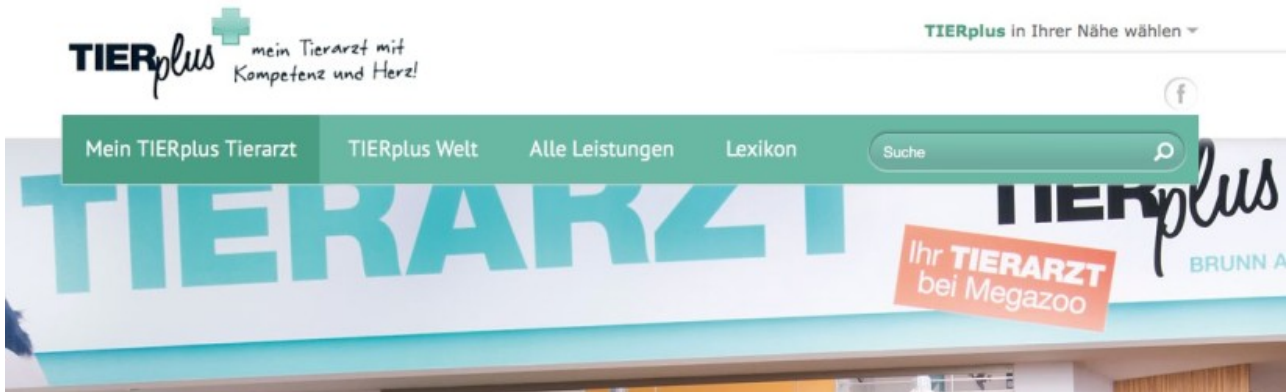 TIERplus
mein Tierarzt mit
Kompetenz und Herz!
TIERplus in Ihrer Nähe wählen
f
Mein TIERplus Tierarzt
TIERplus Welt
Alle Leistungen
Lexikon
Suche
TIERARZT
TIERplus
Ihr TIERARZT
bei Megazoo
BRUNN A